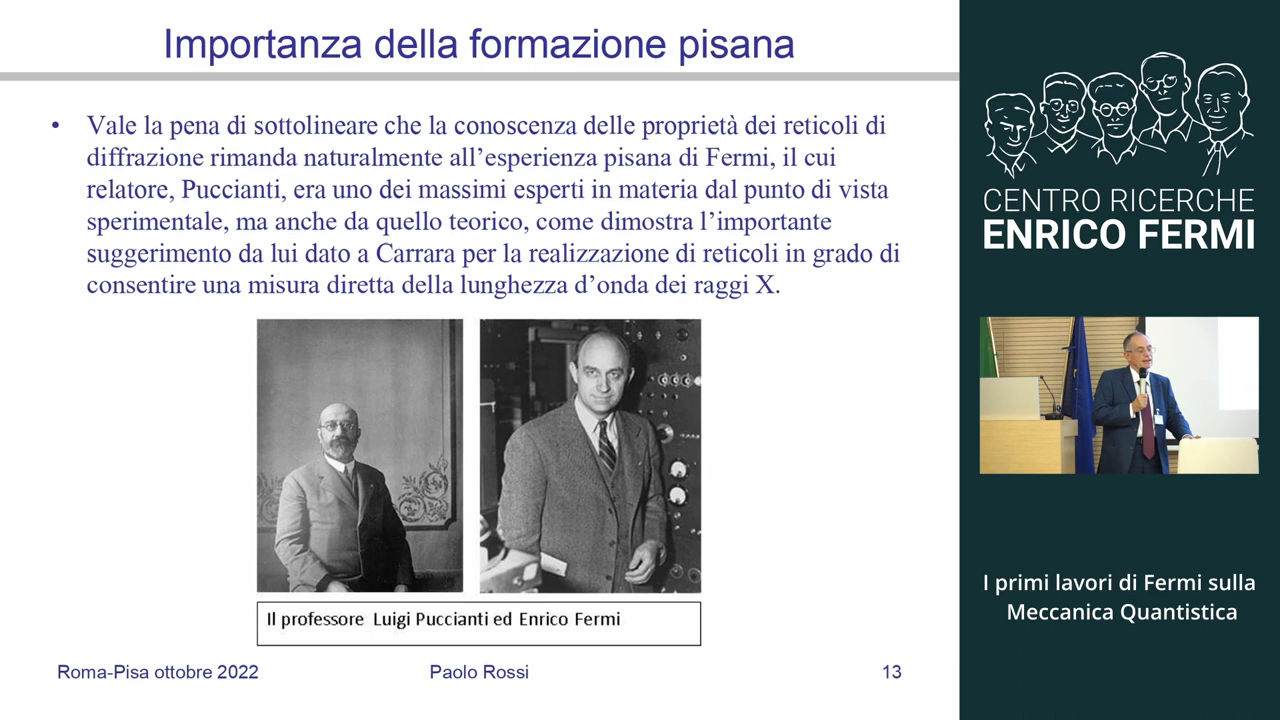 Importanza della formazione pisana
• Vale la pena di sottolineare che la conoscenza delle proprietà dei reticoli di
diffrazione rimanda naturalmente all’esperienza pisana di Fermi, il cui
relatore, Puccianti, era uno dei massimi esperti in materia dal punto di vista
sperimentale, ma anche da quello teorico, come dimostra l’importante
suggerimento da lui dato a Carrara per la realizzazione di reticoli in grado di
consentire una misura diretta della lunghezza d’onda dei raggi X.
Il professore Luigi Puccianti ed Enrico Fermi
Roma-Pisa ottobre 2022
Paolo Rossi
13
CENTRO RICERCHE
ENRICO FERMI
I primi lavori di Fermi sulla
Meccanica Quantistica